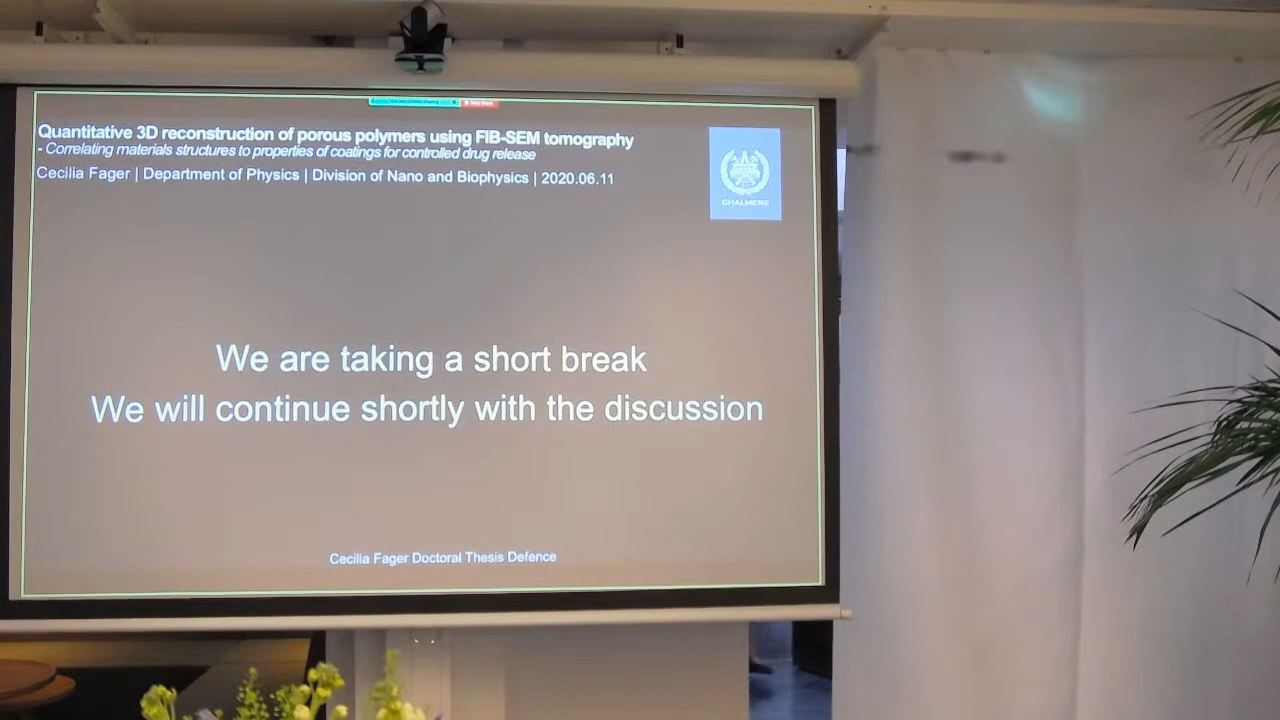 Quantitative 3D reconstruction of porous polymers using FIB-SEM tomography
- Correlating materials structures to properties of coatings for controlled drug release
Cecilia Fager | Department of Physics | Division of Nano and Biophysics | 2020.06.11
CHALMERS
We are taking a short break
We will continue shortly with the discussion
Cecilia Fager Doctoral Thesis Defence